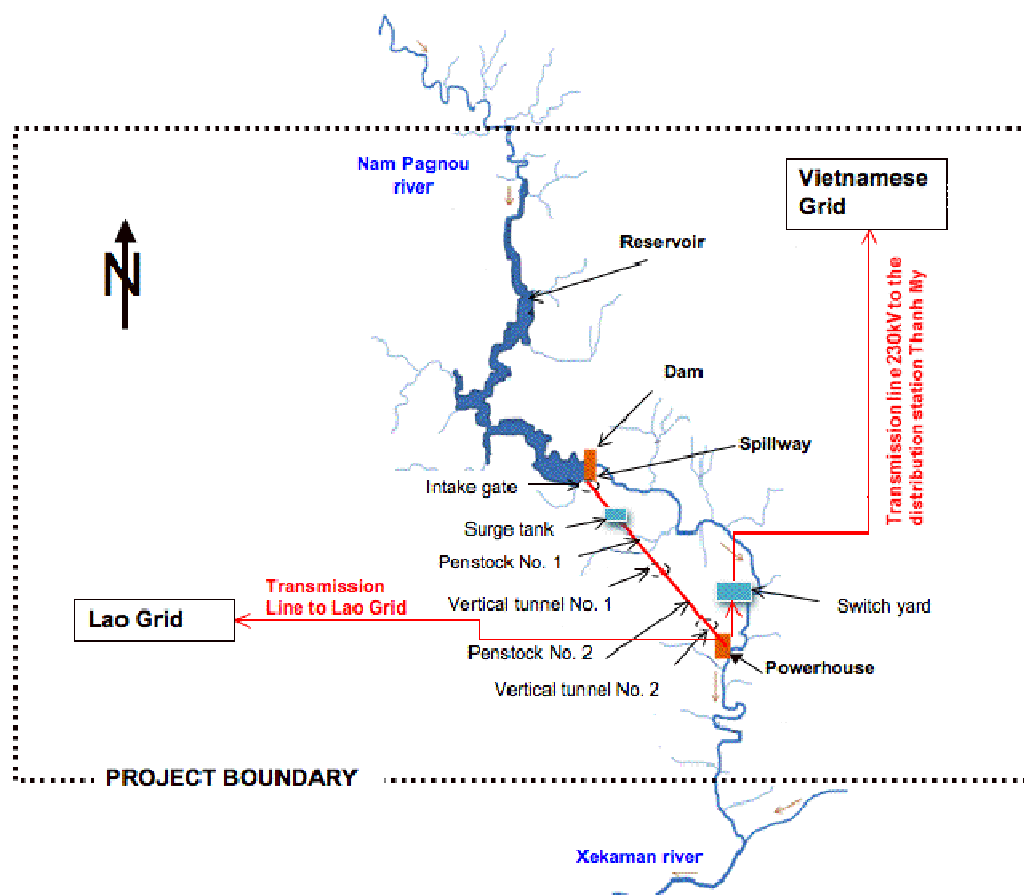 Nam Pagnou
river
Vietnamese
Grid
N
Reservoir
Transmission line 230kV to the
distribution station Thanh My
Dam
Spillway
Intake gate
Surge tank
Penstock No. 1
Transmission
Line to Lao Grid
Vertical tunnel No. 1
Switch yard
Lao Grid
Penstock No. 2
Powerhouse
Vertical tunnel No. 2
PROJECT BOUNDARY
Xekaman river